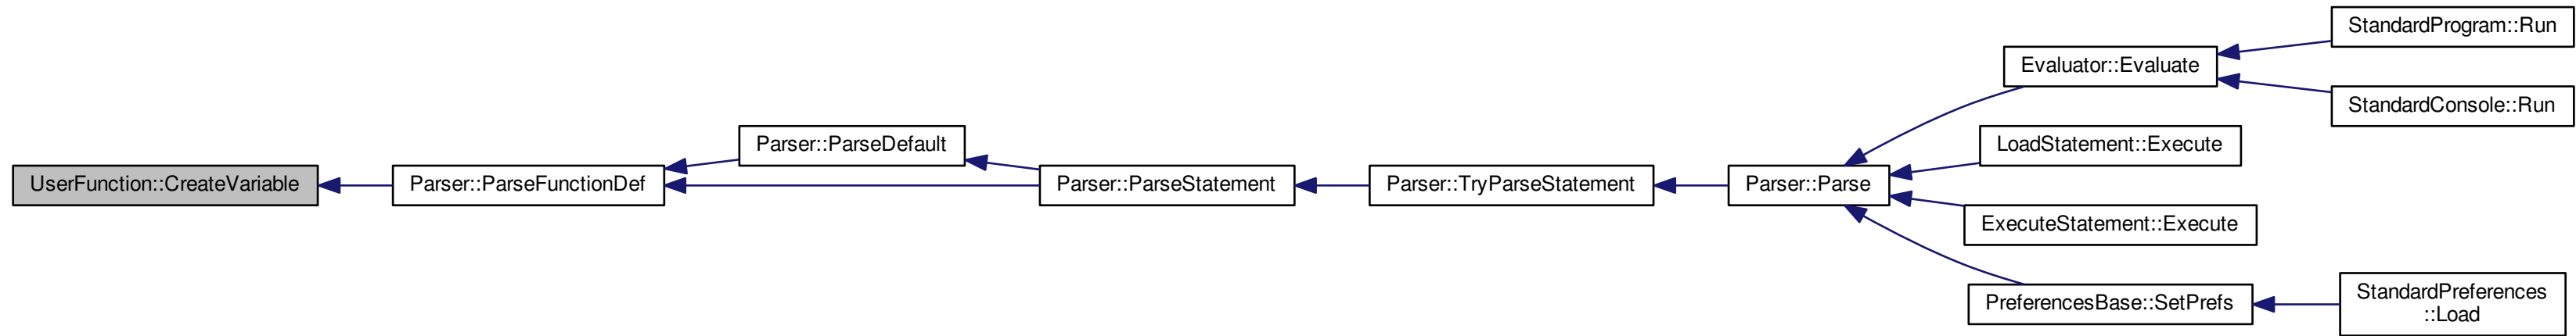 UserFunction::CreateVariable
Parser::ParseFunctionDef
Parser::ParseDefault
Parser::ParseStatement
Parser::TryParseStatement
Parser::Parse
Evaluator::Evaluate
StandardProgram::Run
StandardConsole::Run
LoadStatement::Execute
ExecuteStatement::Execute
PreferencesBase::SetPrefs
StandardPreferences
::Load